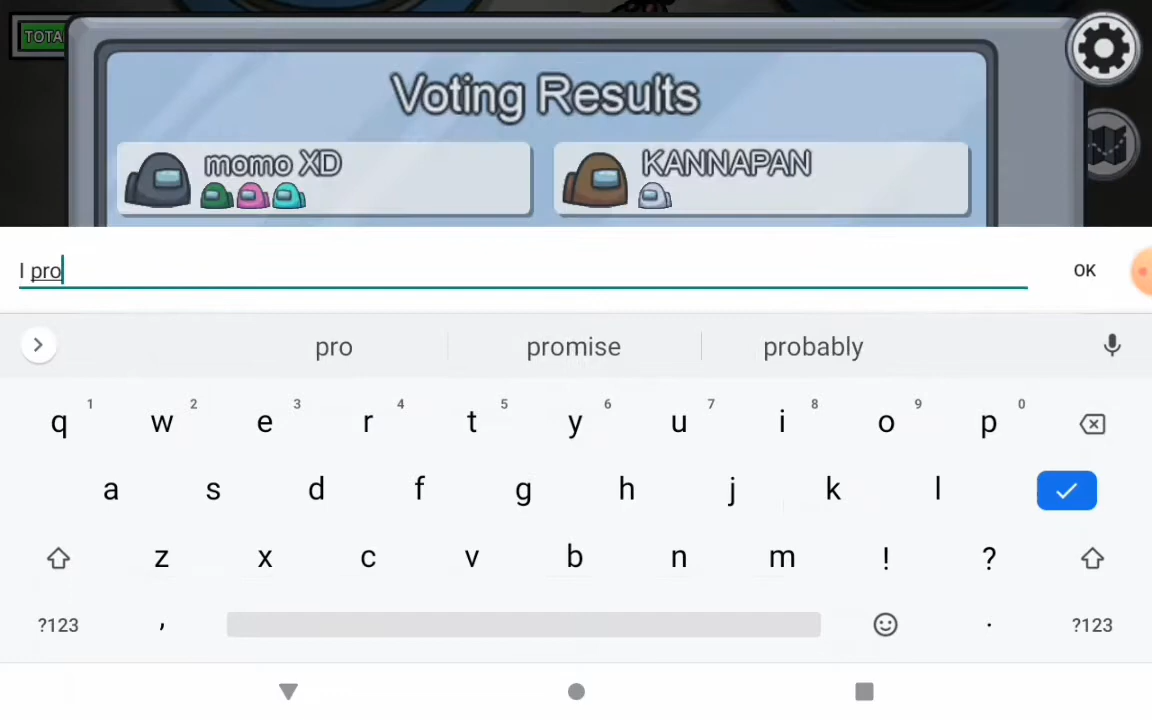 TOTA
Voting Results
momo XD KANNAPAN
I pro
OK
pro promise probably
q 1 w 2 e 3 r 4 t 5 y 6 u 7 i 8 o 9 p 0
a s d f g h j k l
z x c v b n m ! ?
?123 , . ?123